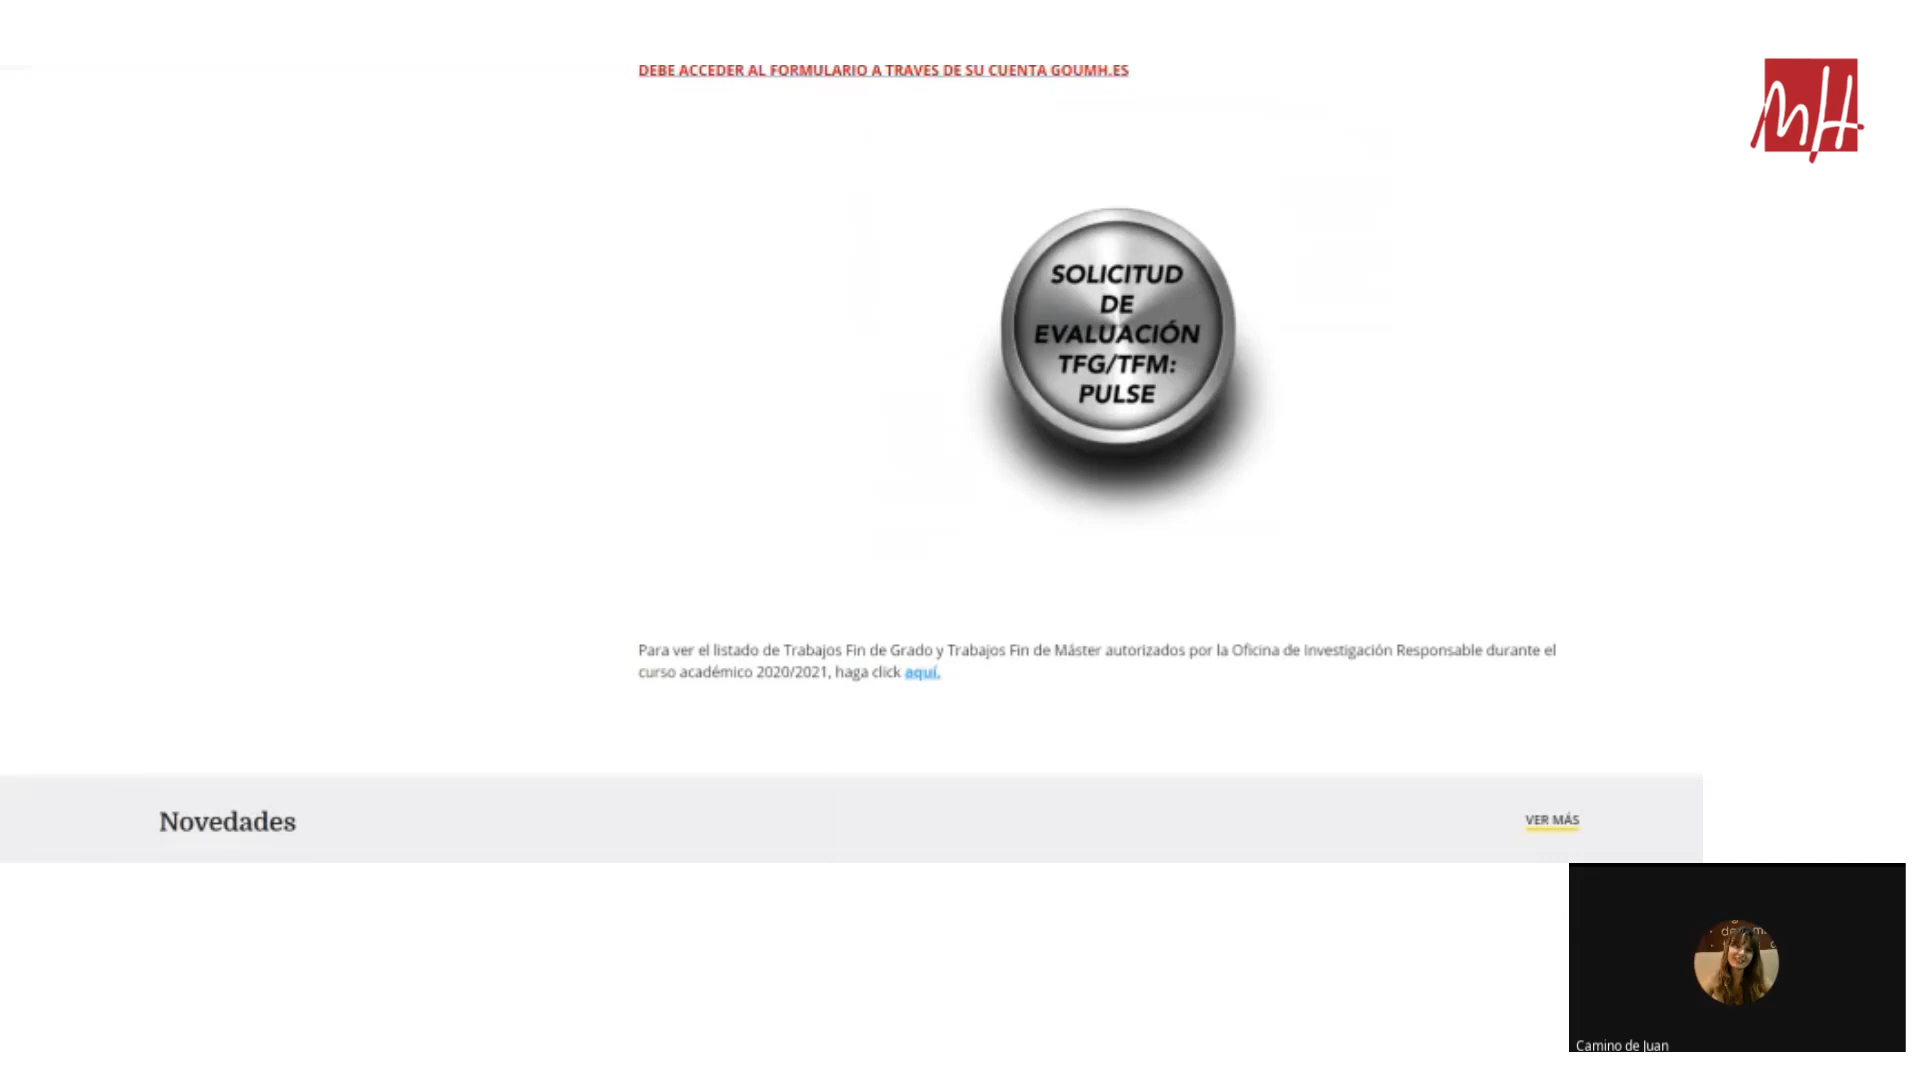 DEBE ACCEDER AL FORMULARIO A TRAVES DE SU CUENTA GOUMH.ES
MH
SOLICITUD
DE
EVALUACIÓN
TFG/TFM:
PULSE
Para ver el listado de Trabajos Fin de Grado y Trabajos Fin de Máster autorizados por la Oficina de Investigación Responsable durante el
curso académico 2020/2021, haga click aquí.
Novedades
VER MÁS
Camino de Juan